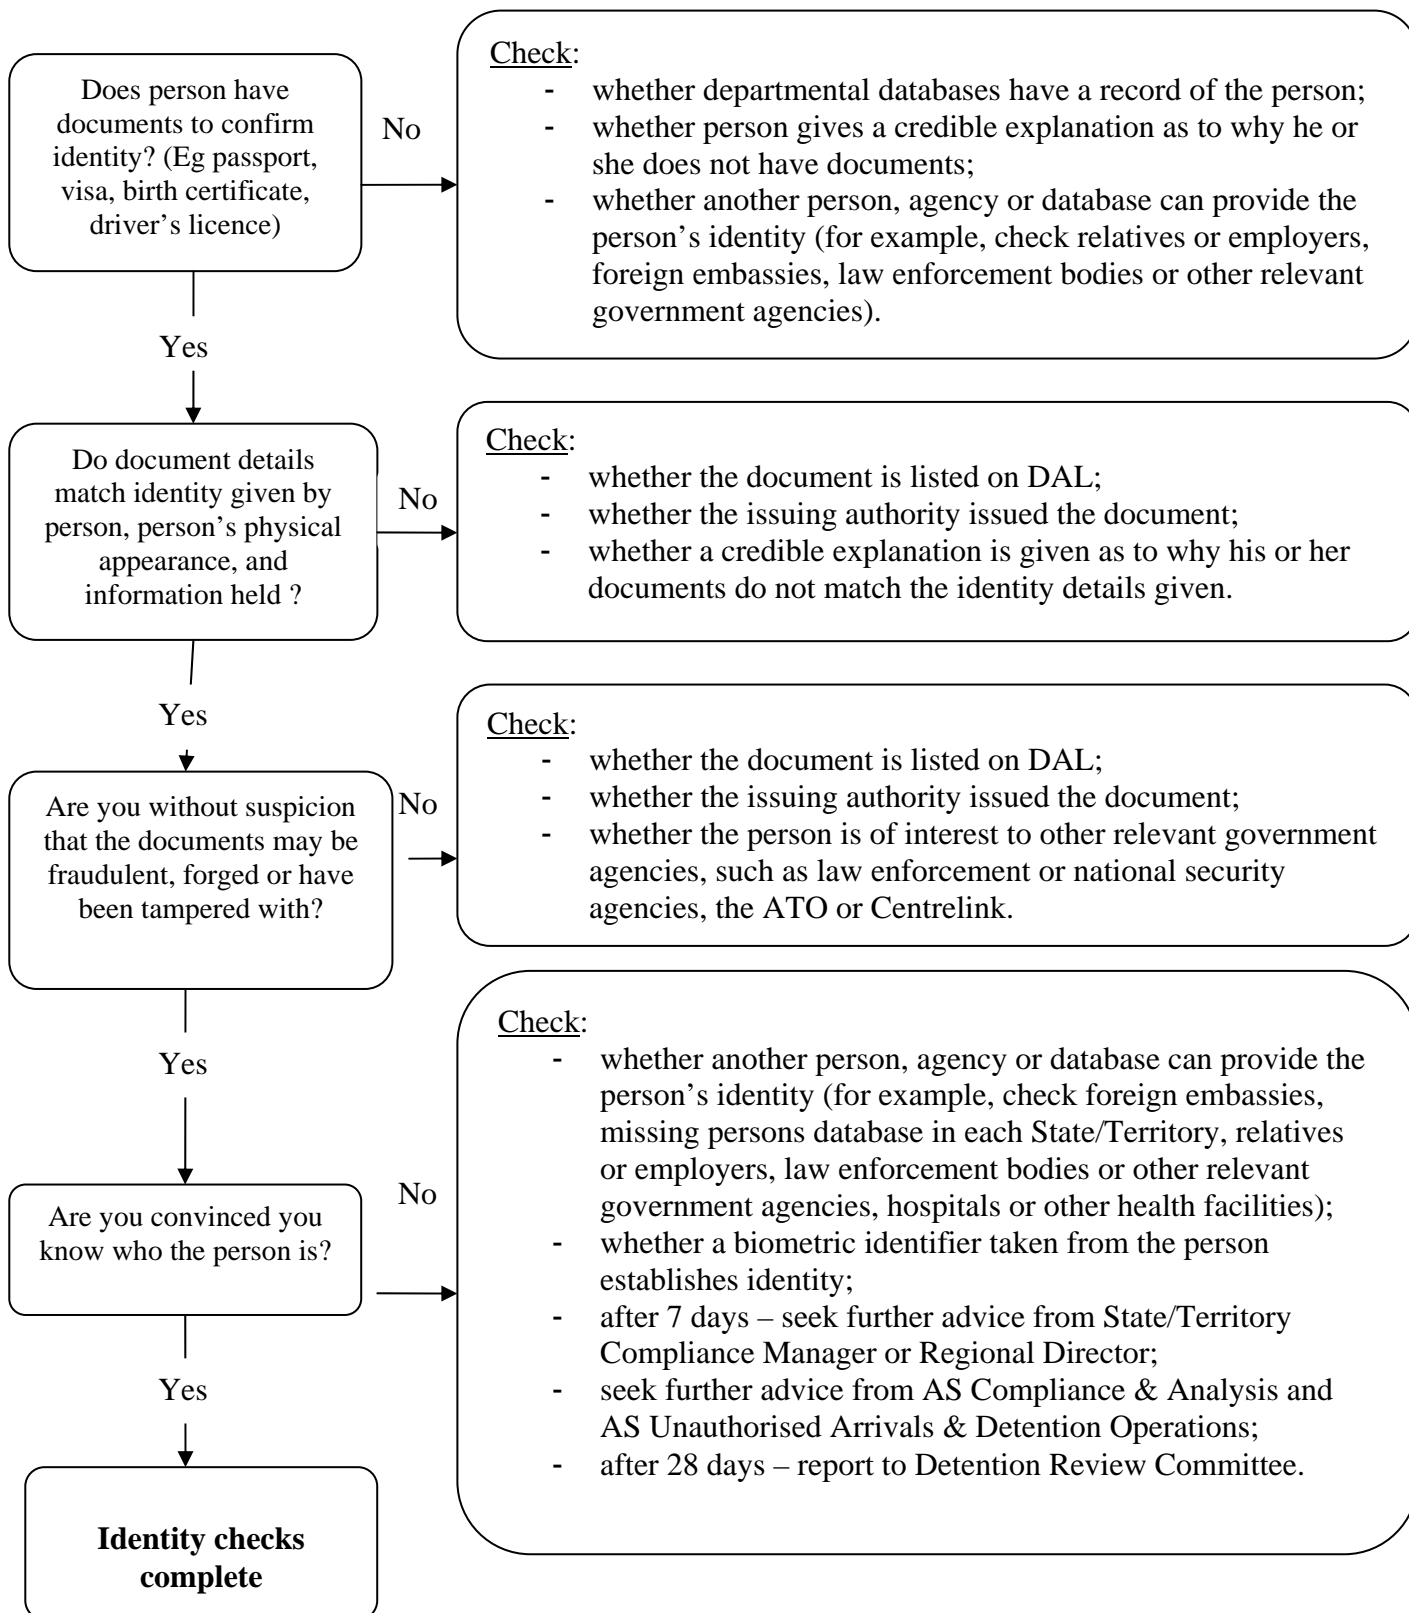 Does person have
documents to confirm
identity? (Eg passport,
visa, birth certificate,
driver’s licence)
No
Check:
- whether departmental databases have a record of the person;
- whether person gives a credible explanation as to why he or
she does not have documents;
- whether another person, agency or database can provide the
person’s identity (for example, check relatives or employers,
foreign embassies, law enforcement bodies or other relevant
government agencies).
Yes
Do document details
match identity given by
person, person’s physical
appearance, and
information held ?
No
Check:
- whether the document is listed on DAL;
- whether the issuing authority issued the document;
- whether a credible explanation is given as to why his or her
documents do not match the identity details given.
Yes
Are you without suspicion
that the documents may be
fraudulent, forged or have
been tampered with?
No
Check:
- whether the document is listed on DAL;
- whether the issuing authority issued the document;
- whether the person is of interest to other relevant government
agencies, such as law enforcement or national security
agencies, the ATO or Centrelink.
Yes
Are you convinced you
know who the person is?
No
Check:
- whether another person, agency or database can provide the
person’s identity (for example, check foreign embassies,
missing persons database in each State/Territory, relatives
or employers, law enforcement bodies or other relevant
government agencies, hospitals or other health facilities);
- whether a biometric identifier taken from the person
establishes identity;
- after 7 days – seek further advice from State/Territory
Compliance Manager or Regional Director;
- seek further advice from AS Compliance & Analysis and
AS Unauthorised Arrivals & Detention Operations;
- after 28 days – report to Detention Review Committee.
Yes
Identity checks
complete